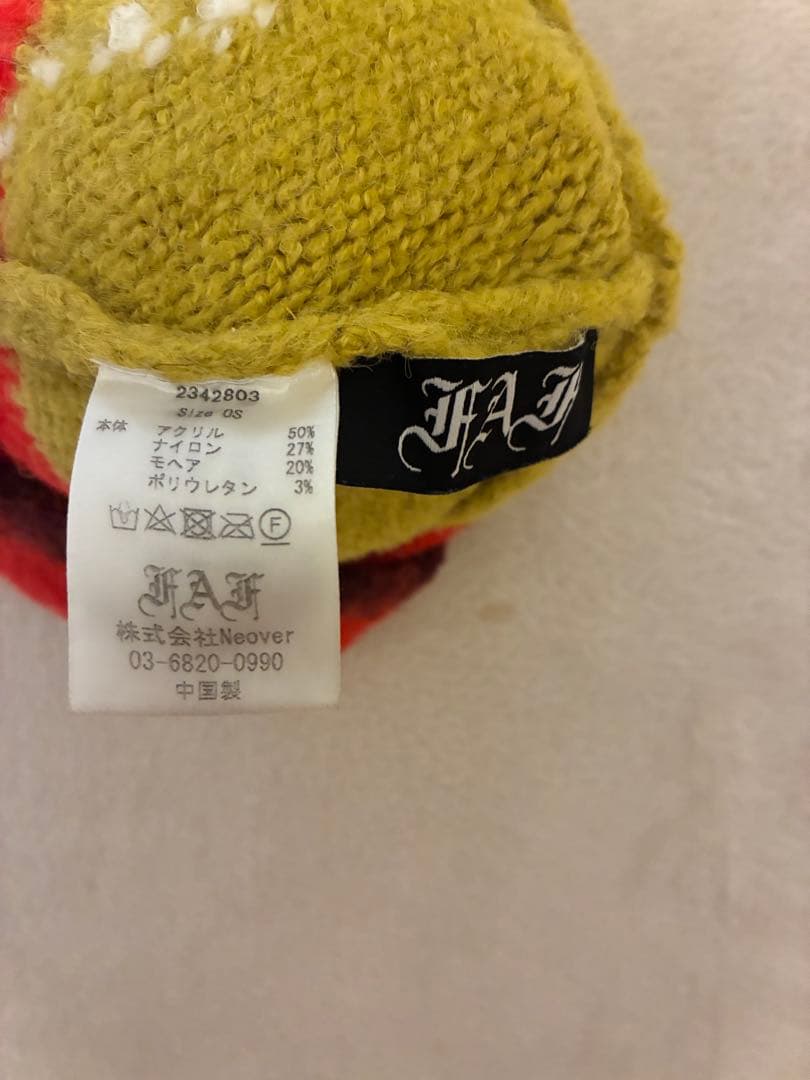 2342803
Size OS
本体 アクリル 50%
ナイロン 27%
モヘア 20%
ポリウレタン 3%
F
FAF
株式会社Neover
03-6820-0990
中国製
FAF